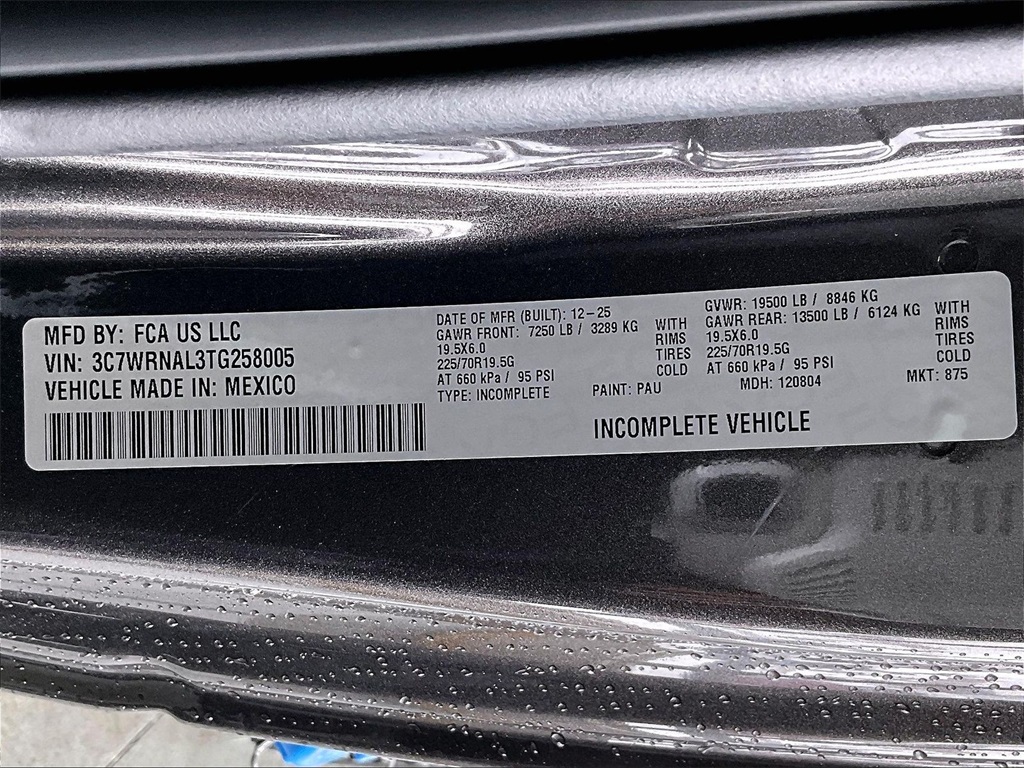 MFD BY: FCA US LLC
VIN: 3C7WRNAL3TG258005
VEHICLE MADE IN: MEXICO
DATE OF MFR (BUILT): 12-25
GAWR FRONT: 7250 LB / 3289 KG WITH
19.5X6.0 RIMS
225/70R19.5G TIRES
AT 660 kPa / 95 PSI COLD
TYPE: INCOMPLETE PAINT: PAU
GVWR: 19500 LB / 8846 KG
GAWR REAR: 13500 LB / 6124 KG WITH
19.5X6.0 RIMS
225/70R19.5G TIRES
AT 660 kPa / 95 PSI COLD
MDH: 120804 MKT: 875
INCOMPLETE VEHICLE